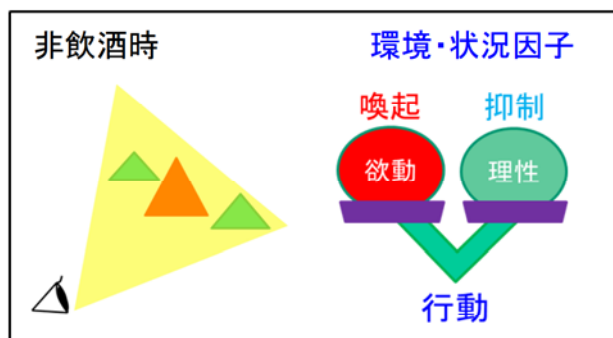 非飲酒時
環境・状況因子
喚起 抑制
欲動 理性
行動